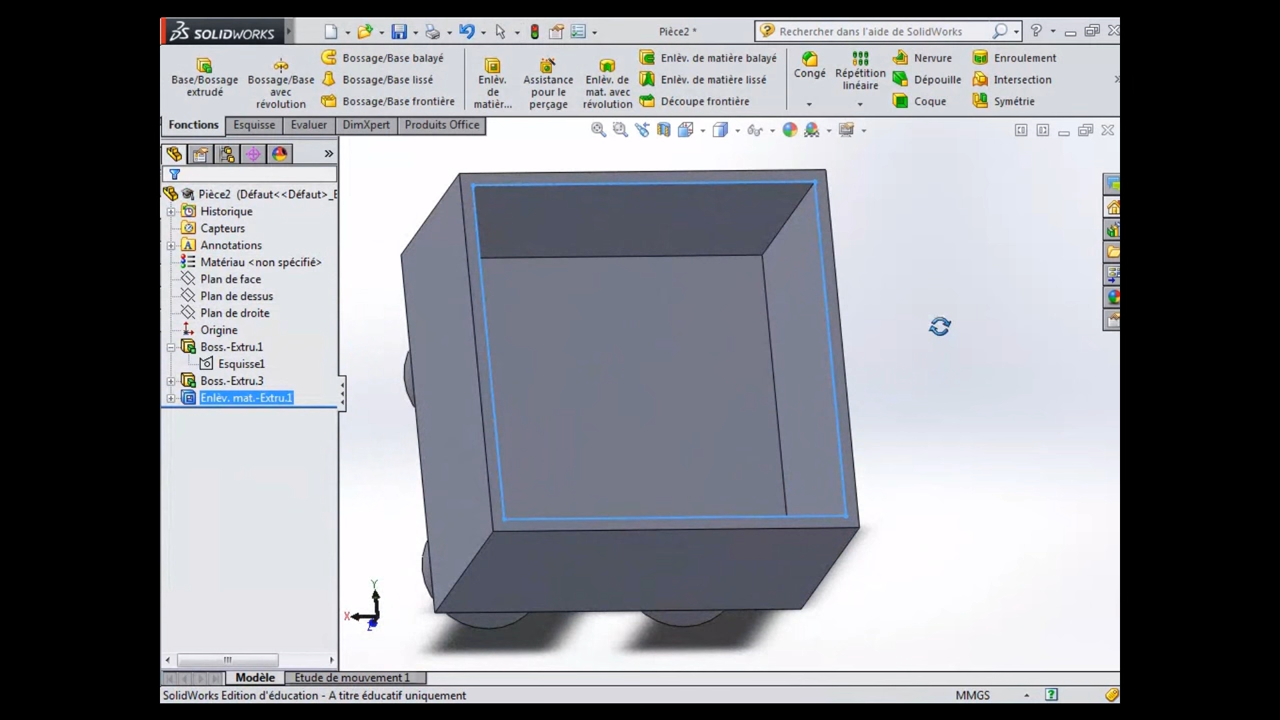 SOLIDWORKS
Pièce2 *
Rechercher dans l'aide de SolidWorks
Base/Bossage extrudé
Bossage/Base avec révolution
Bossage/Base balayé
Bossage/Base lissé
Bossage/Base frontière
Enlèv. de matièr...
Assistance pour le perçage
Enlèv. de mat. avec révolution
Enlèv. de matière balayé
Enlèv. de matière lissé
Découpe frontière
Congé
Répétition linéaire
Nervure
Dépouille
Coque
Enroulement
Intersection
Symétrie
Fonctions Esquisse Evaluer DimXpert Produits Office
Pièce2 (Défaut<<Défaut>_E
Historique
Capteurs
Annotations
Matériau <non spécifié>
Plan de face
Plan de dessus
Plan de droite
Origine
Boss.-Extru.1
Esquisse1
Boss.-Extru.3
Enlèv. mat.-Extru.1
Y
X
Z
Modèle Etude de mouvement 1
SolidWorks Edition d'éducation - A titre éducatif uniquement
MMGS